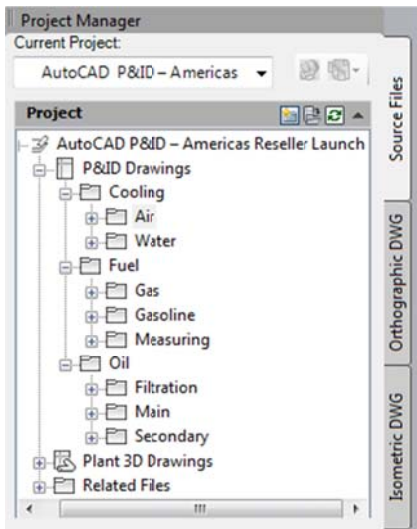 Project Manager
Current Project:
AutoCAD P&ID – Americas
Project
AutoCAD P&ID – Americas Reseller Launch
P&ID Drawings
Cooling
Air
Water
Fuel
Gas
Gasoline
Measuring
Oil
Filtration
Main
Secondary
Plant 3D Drawings
Related Files
Source Files
Orthographic DWG
Isometric DWG